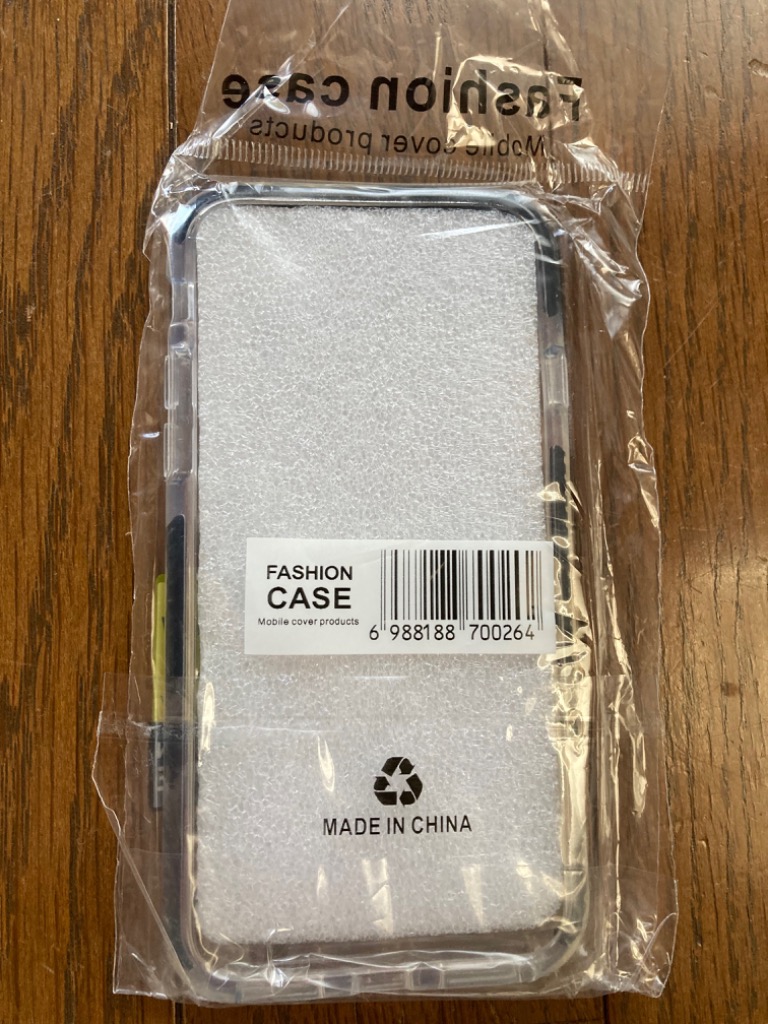 Fashion case
Mobile cover products
FASHION
CASE
Mobile cover products
6 988188 700264
MADE IN CHINA